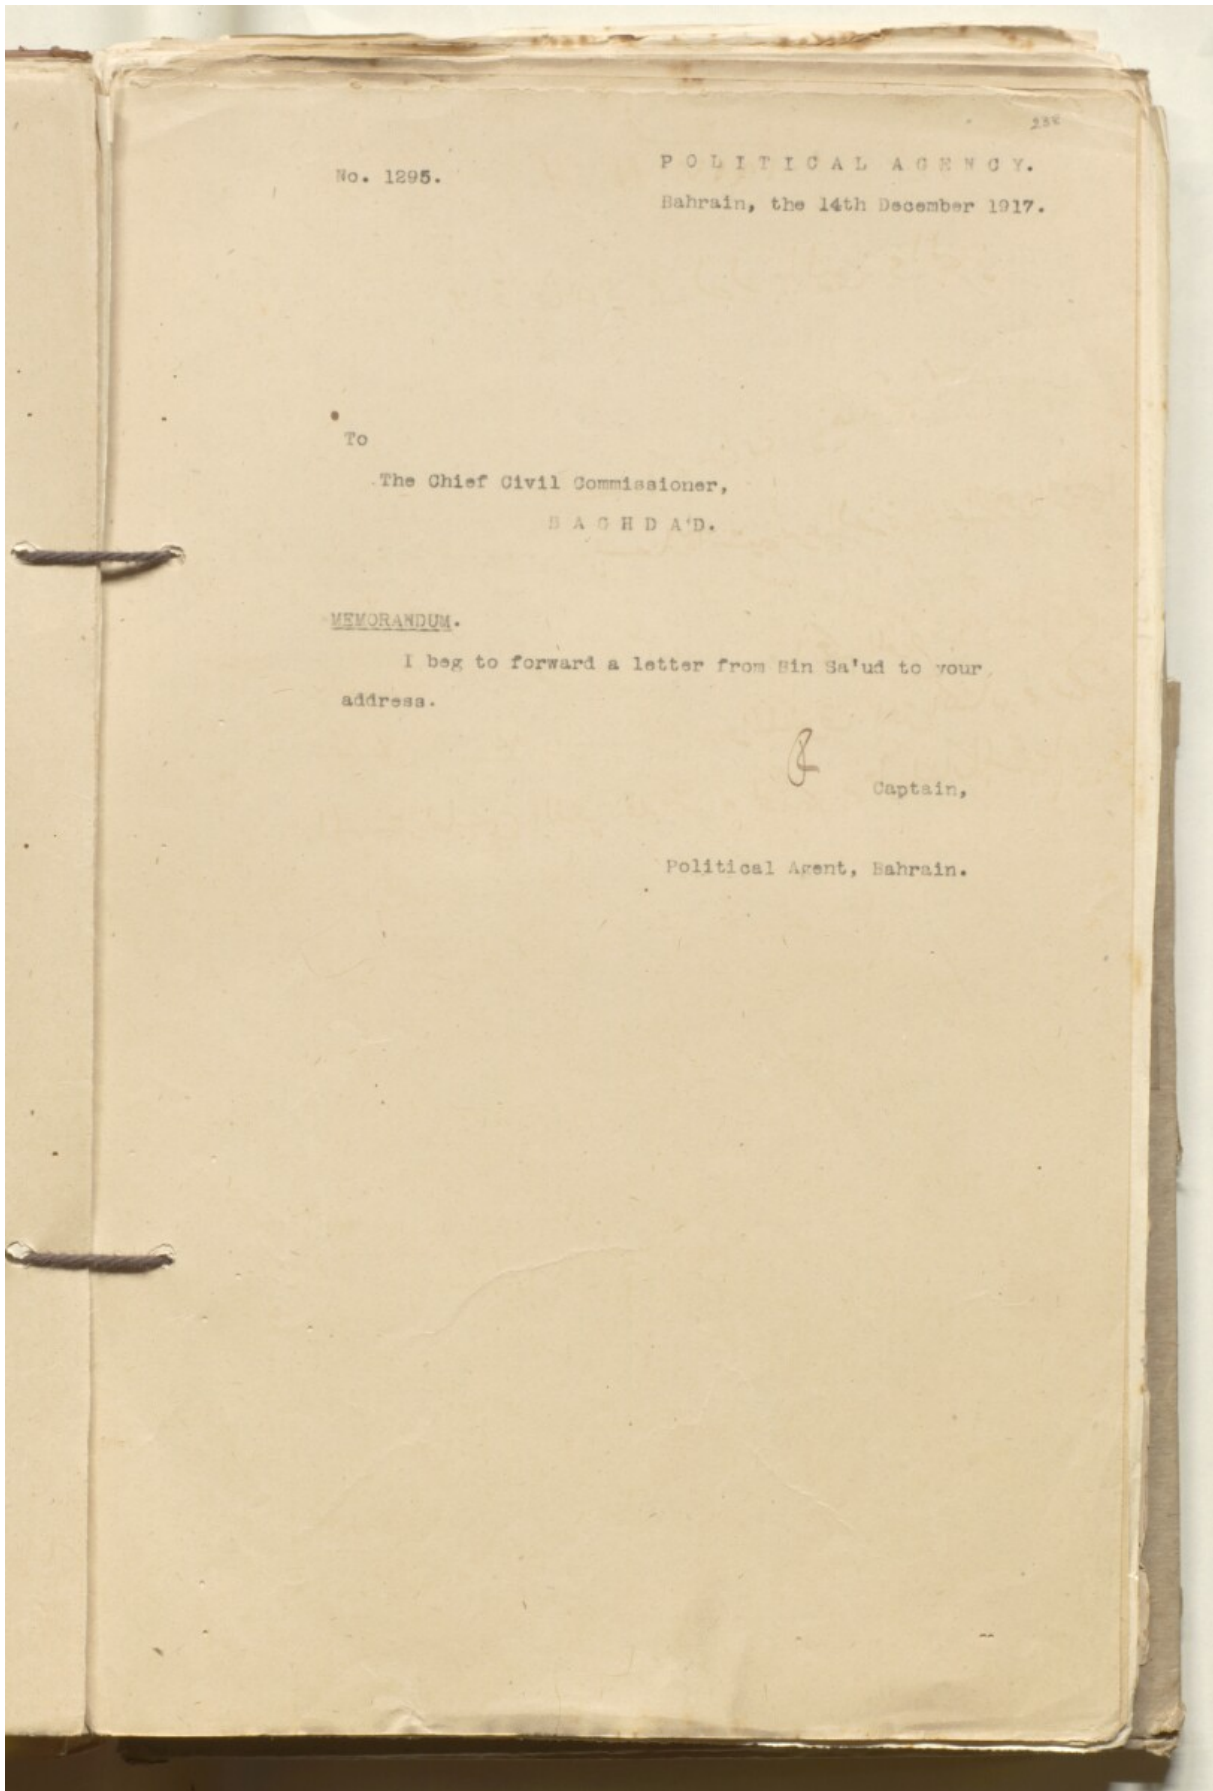 No. 1295.
POLITICAL AGENCY.
Bahrain, the 14th December 1917.
To
The Chief Civil Commissioner,
BAGHDA'D.
MEMORANDUM.
I beg to forward a letter from Bin Sa'ud to your
address.
Captain,
Political Agent, Bahrain.